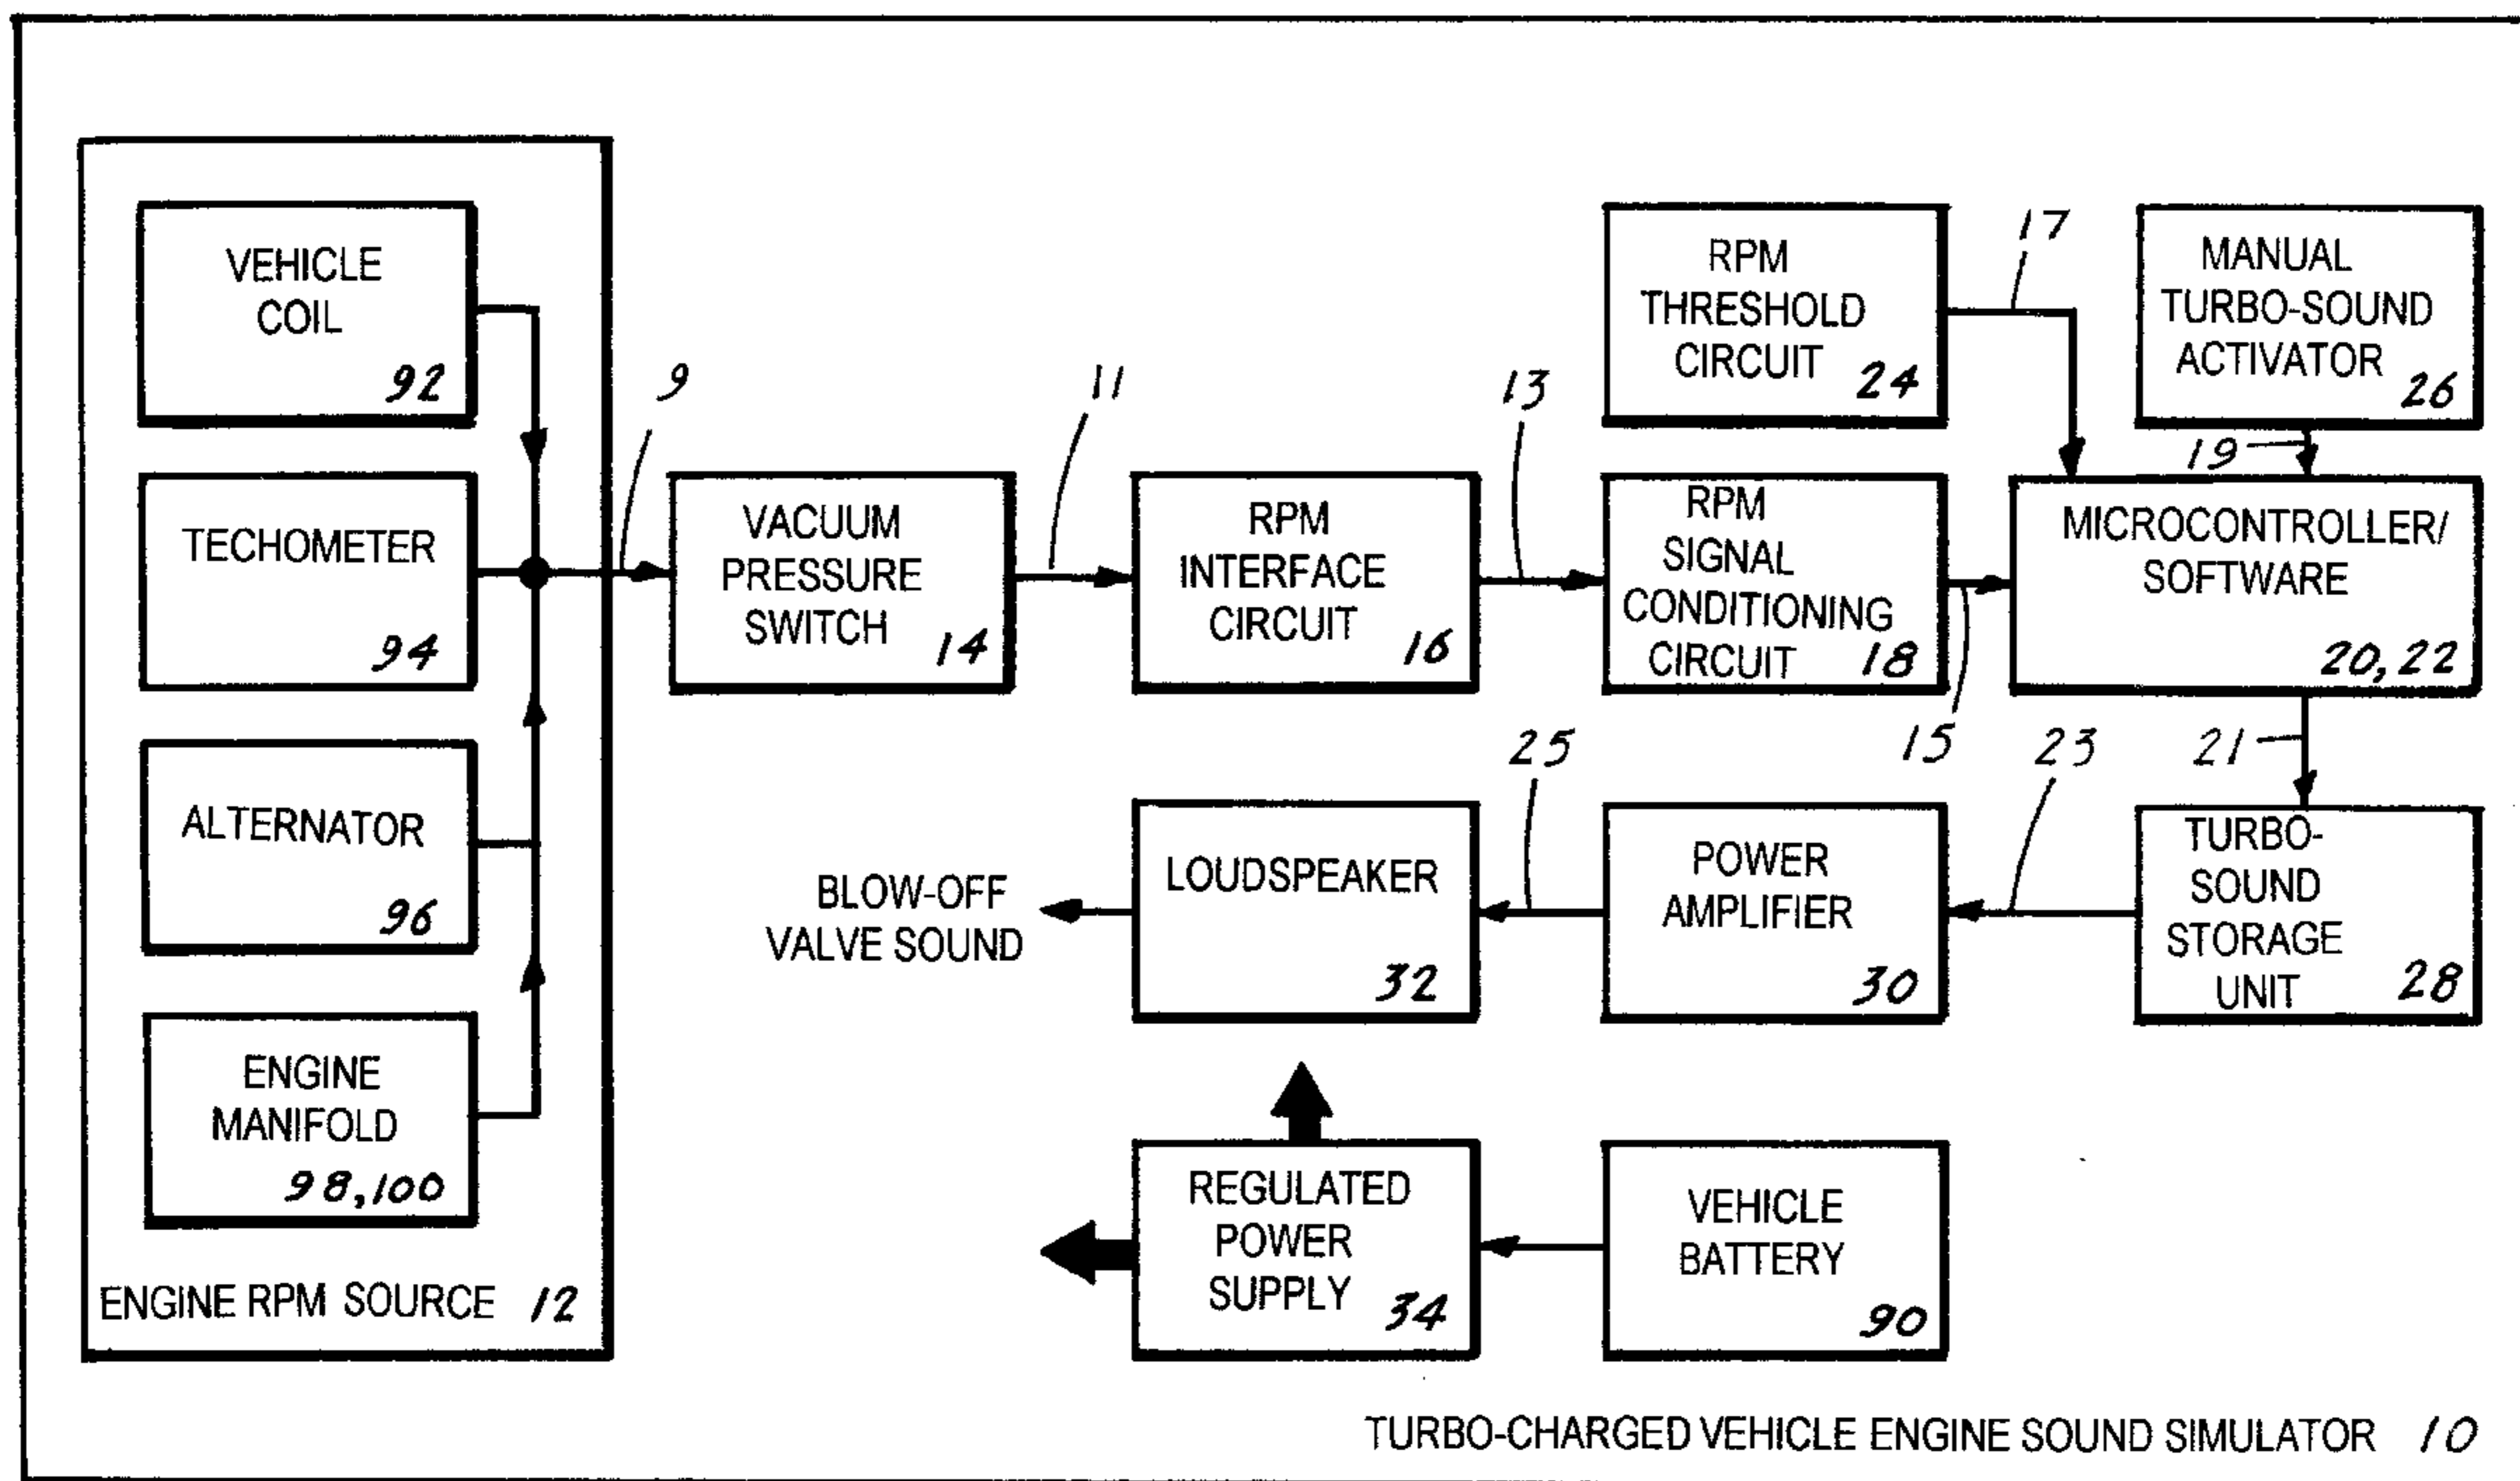 VEHICLE
COIL
92
TECHOMETER
94
ALTERNATOR
96
ENGINE
MANIFOLD
98,100
ENGINE RPM SOURCE 12
9
VACUUM
PRESSURE
SWITCH
14
11
RPM
INTERFACE
CIRCUIT
16
13
RPM
SIGNAL
CONDITIONING
CIRCUIT
18
15
RPM
THRESHOLD
CIRCUIT
24
17
MANUAL
TURBO-SOUND
ACTIVATOR
26
19
MICROCONTROLLER/
SOFTWARE
20,22
21
TURBO-
SOUND
STORAGE
UNIT
28
23
POWER
AMPLIFIER
30
25
LOUDSPEAKER
32
BLOW-OFF
VALVE SOUND
REGULATED
POWER
SUPPLY
34
VEHICLE
BATTERY
90
TURBO-CHARGED VEHICLE ENGINE SOUND SIMULATOR 10